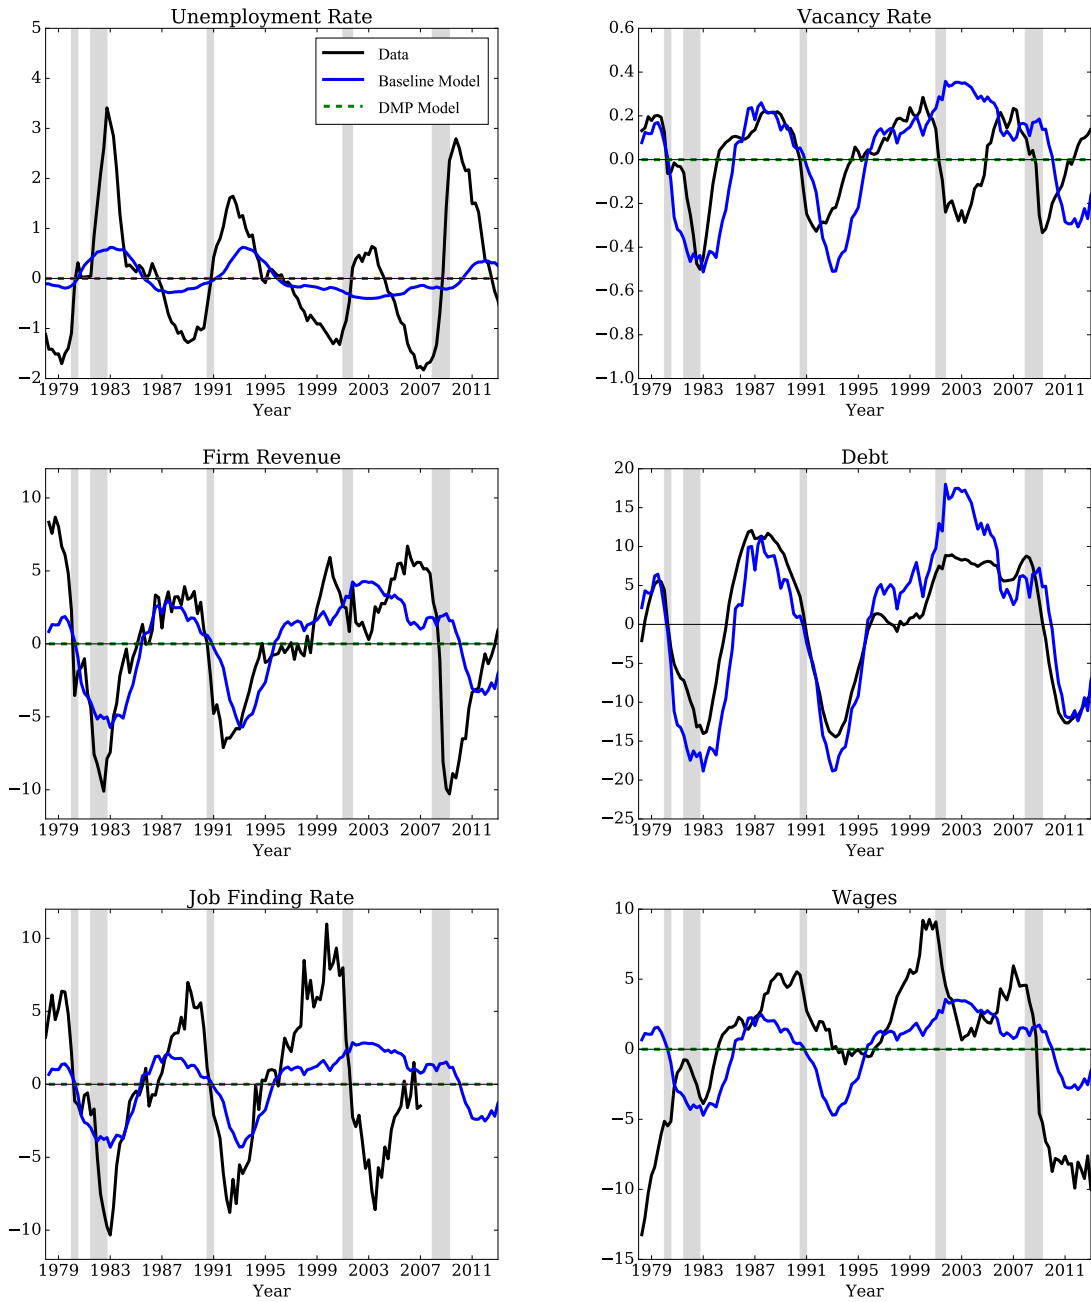 Unemployment Rate
5
4
3
2
1
0
−1
−2
Data
Baseline Model
DMP Model
1979 1983 1987 1991 1995 1999 2003 2007 2011
Year
Vacancy Rate
0.6
0.4
0.2
0.0
−0.2
−0.4
−0.6
−0.8
−1.0
1979 1983 1987 1991 1995 1999 2003 2007 2011
Year
Firm Revenue
10
5
0
−5
−10
1979 1983 1987 1991 1995 1999 2003 2007 2011
Year
Debt
20
15
10
5
0
−5
−10
−15
−20
−25
1979 1983 1987 1991 1995 1999 2003 2007 2011
Year
Job Finding Rate
10
5
0
−5
−10
1979 1983 1987 1991 1995 1999 2003 2007 2011
Year
Wages
10
5
0
−5
−10
−15
1979 1983 1987 1991 1995 1999 2003 2007 2011
Year